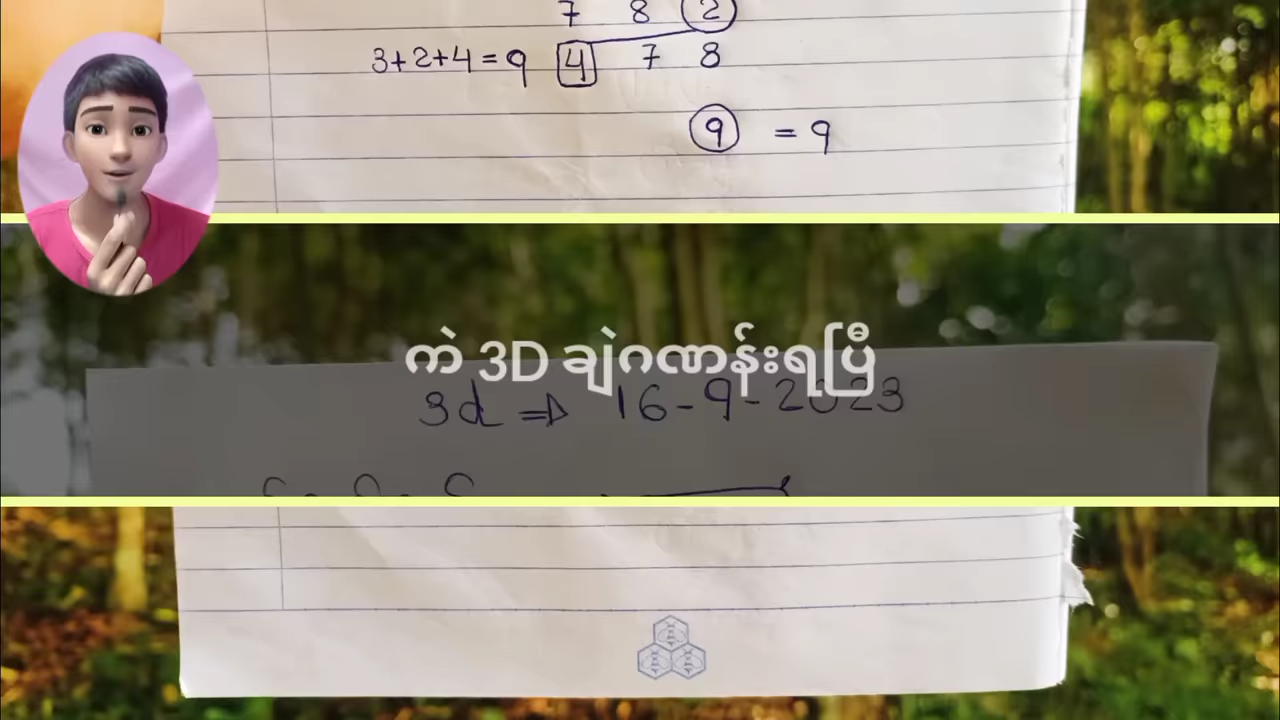 7 8 2
3+2+4=9 4 7 8
9 = 9
ကဲ 3D ချဲဂဏန်းရပြီ
3d ⇒ 16-9-2023